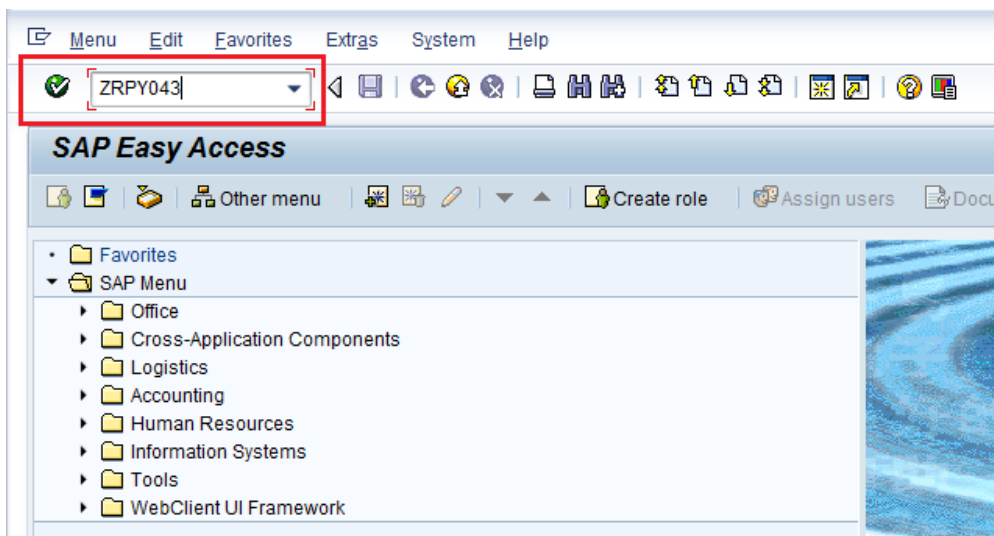 Menu Edit Favorites Extras System Help
ZRPY043
SAP Easy Access
Other menu Create role Assign users Docu
Favorites
SAP Menu
Office
Cross-Application Components
Logistics
Accounting
Human Resources
Information Systems
Tools
WebClient UI Framework